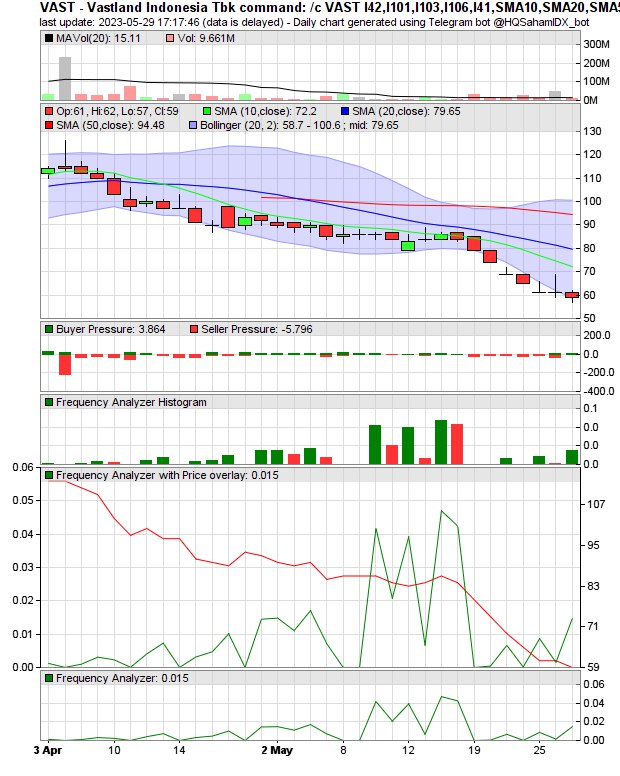 VAST - Vastland Indonesia Tbk command: /c VAST I42,I101,I103,I106,I41,SMA10,SMA20,SMA5
last update: 2023-05-29 17:17:46 (data is delayed) - Daily chart generated using Telegram bot @HQSahamIDX_bot
MAVol(20): 15.11 Vol: 9.661M
300M
200M
100M
0M
Op:61, Hi:62, Lo:57, Cl:59 SMA (10,close): 72.2 SMA (20,close): 79.65
SMA (50,close): 94.48 Bollinger (20, 2): 58.7 - 100.6 ; mid: 79.65
130
120
110
100
90
80
70
60
50
Buyer Pressure: 3.864 Seller Pressure: -5.796
200.0
0.0
-200.0
-400.0
Frequency Analyzer Histogram
0.1
0.0
0.0
0.0
Frequency Analyzer with Price overlay: 0.015
0.06
0.05
0.04
0.03
0.02
0.01
0.00
107
95
83
71
59
Frequency Analyzer: 0.015
0.06
0.04
0.02
0.00
3 Apr 10 14 2 May 8 12 19 25